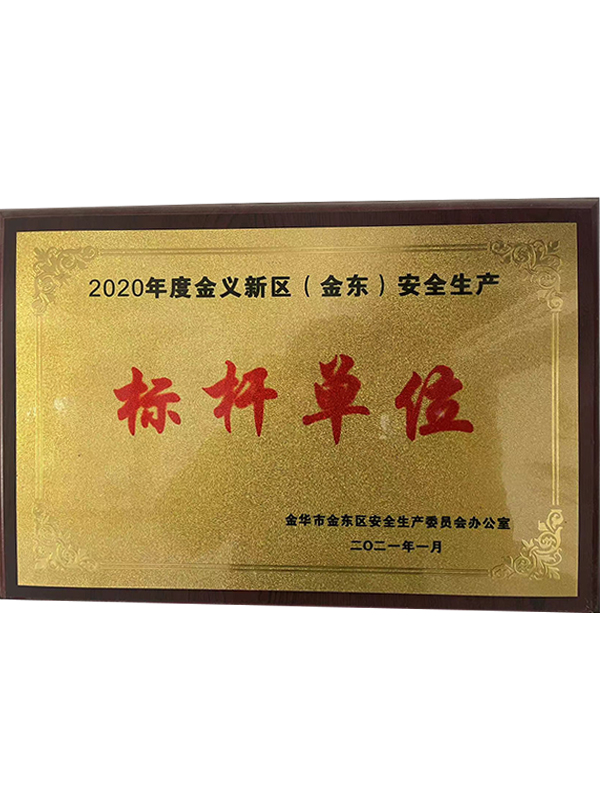 2020年度金义新区（金东）安全生产
标杆单位
金华市金东区安全生产委员会办公室
二〇二一年一月